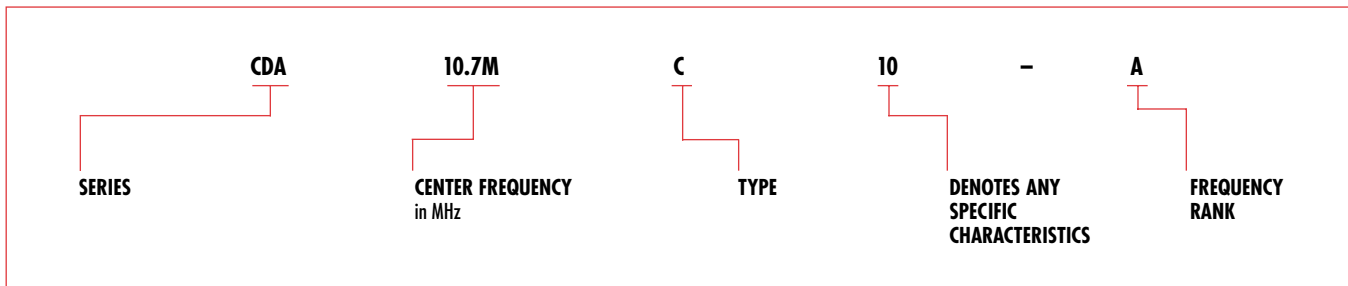 CDA 10.7M C 10 – A
SERIES
CENTER FREQUENCY
in MHz
TYPE
DENOTES ANY
SPECIFIC
CHARACTERISTICS
FREQUENCY
RANK